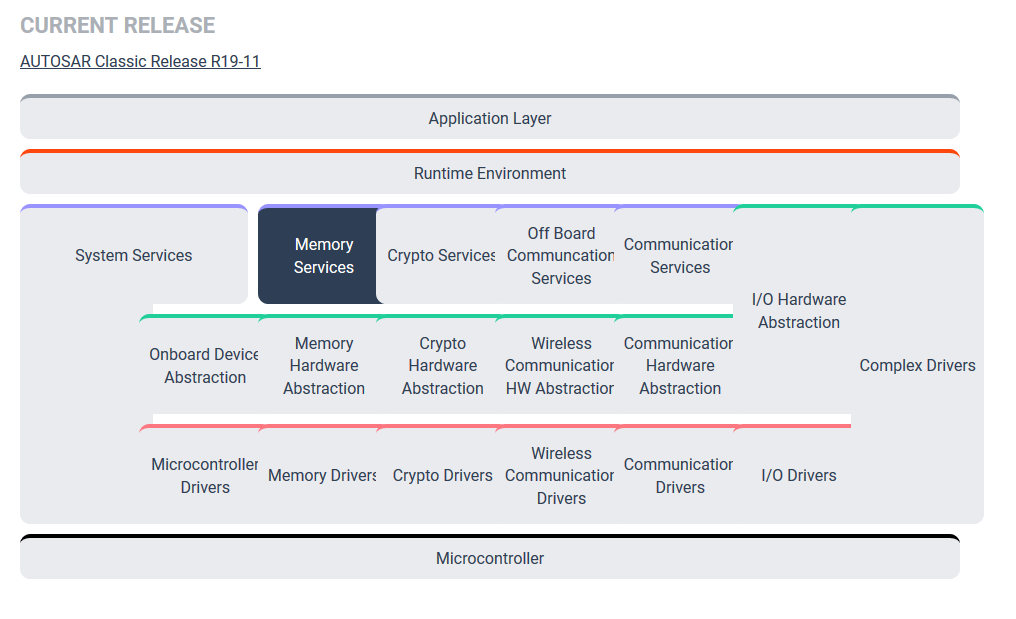 CURRENT RELEASE
AUTOSAR Classic Release R19-11
Application Layer
Runtime Environment
System Services
Memory
Services
Crypto Services
Off Board
Communcation
Services
Communication
Services
I/O Hardware
Abstraction
Complex Drivers
Onboard Device
Abstraction
Memory
Hardware
Abstraction
Crypto
Hardware
Abstraction
Wireless
Communication
HW Abstraction
Communication
Hardware
Abstraction
Microcontroller
Drivers
Memory Drivers
Crypto Drivers
Wireless
Communication
Drivers
Communication
Drivers
I/O Drivers
Microcontroller